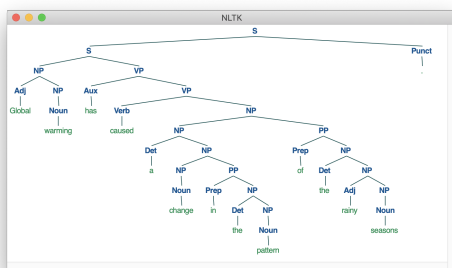 NLTK
S
S Punct
NP VP .
Adj NP Aux VP
Global Noun has Verb NP
warming caused NP PP
Det NP Prep NP
a NP PP of Det NP
Noun Prep NP the Adj NP
change in Det NP rainy Noun
the Noun seasons
pattern